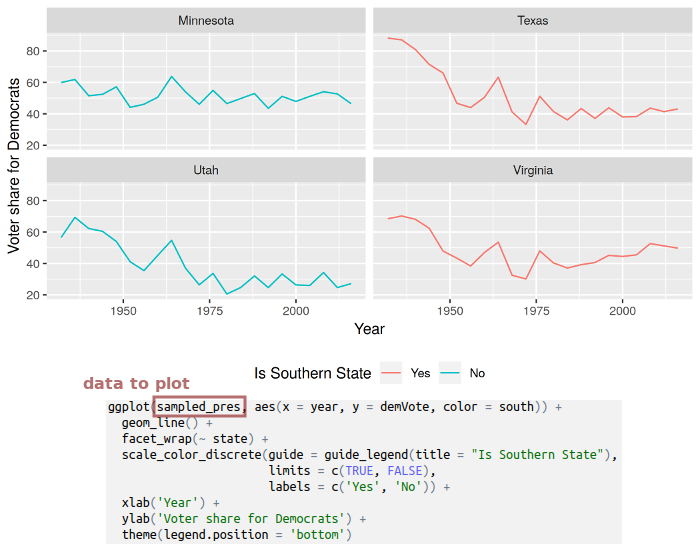 Minnesota
Texas
80
60
40
20
Utah
Virginia
80
60
40
20
1950
1975
2000
1950
1975
2000
Voter share for Democrats
Year
Is Southern State Yes No
data to plot
ggplot(sampled_pres, aes(x = year, y = demVote, color = south)) +
  geom_line() +
  facet_wrap(~ state) +
  scale_color_discrete(guide = guide_legend(title = "Is Southern State"),
                       limits = c(TRUE, FALSE),
                       labels = c('Yes', 'No')) +
  xlab('Year') +
  ylab('Voter share for Democrats') +
  theme(legend.position = 'bottom')